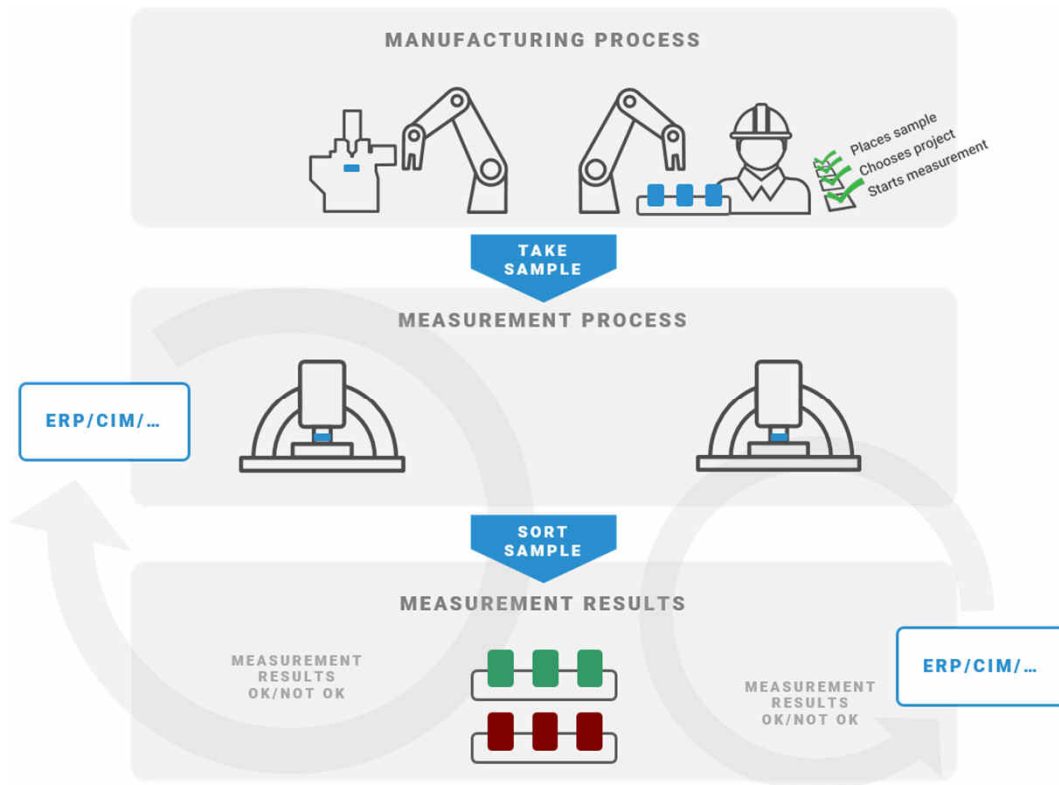 MANUFACTURING PROCESS
Places sample
Chooses project
Starts measurement
TAKE
SAMPLE
MEASUREMENT PROCESS
ERP/CIM/...
SORT
SAMPLE
MEASUREMENT RESULTS
MEASUREMENT
RESULTS
OK/NOT OK
ERP/CIM/...
MEASUREMENT
RESULTS
OK/NOT OK